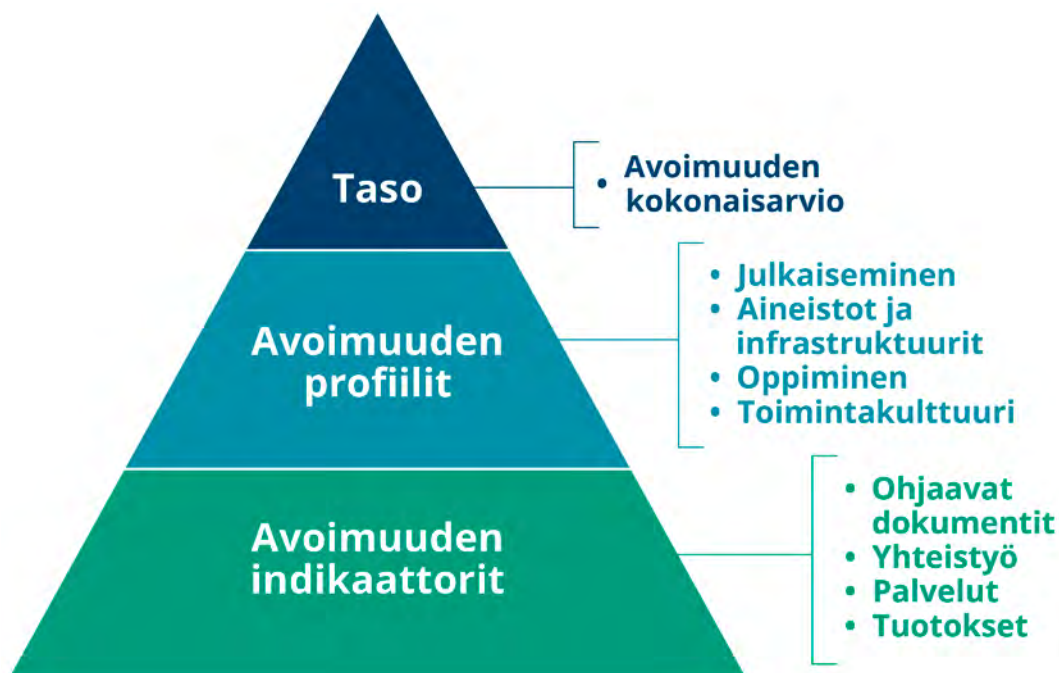 Taso
• Avoimuuden
kokonaisarvio
Avoimuuden
profiilit
• Julkaiseminen
• Aineistot ja
infrastruktuurit
• Oppiminen
• Toimintakulttuuri
Avoimuuden
indikaattorit
• Ohjaavat
dokumentit
• Yhteistyö
• Palvelut
• Tuotokset